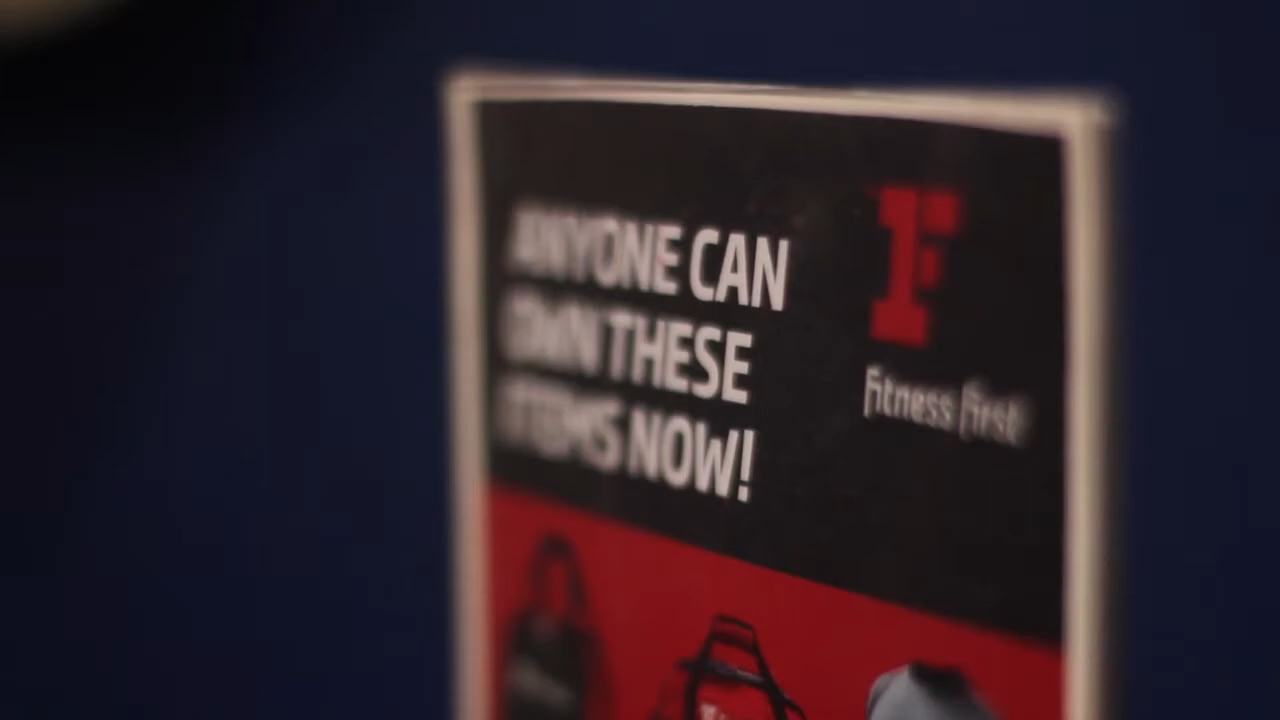 ANYONE CAN
OWN THESE
ITEMS NOW!
F
Fitness First